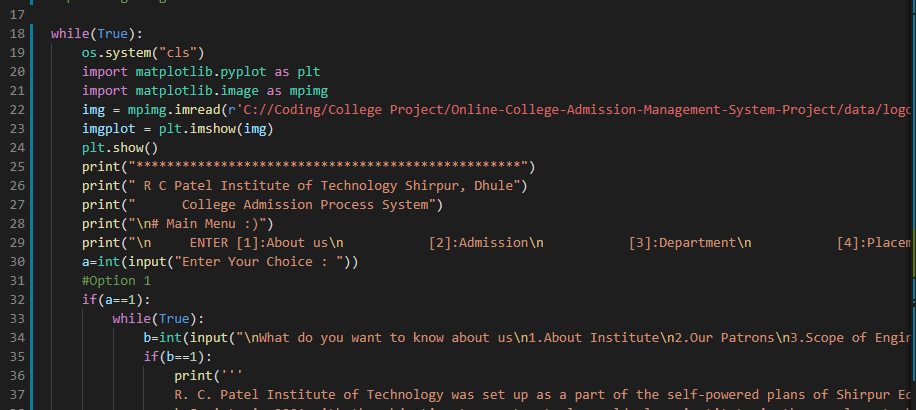 17
18 while(True):
19 os.system("cls")
20 import matplotlib.pyplot as plt
21 import matplotlib.image as mpimg
22 img = mpimg.imread(r'C://Coding/College Project/Online-College-Admission-Management-System-Project/data/logo
23 imgplot = plt.imshow(img)
24 plt.show()
25 print("**************************************************")
26 print(" R C Patel Institute of Technology Shirpur, Dhule")
27 print("      College Admission Process System")
28 print("\n# Main Menu :)")
29 print("\n     ENTER [1]:About us\n           [2]:Admission\n           [3]:Department\n           [4]:Placem
30 a=int(input("Enter Your Choice : "))
31 #Option 1
32 if(a==1):
33 while(True):
34 b=int(input("\nWhat do you want to know about us\n1.About Institute\n2.Our Patrons\n3.Scope of Engin
35 if(b==1):
36 print('''
37 R. C. Patel Institute of Technology was set up as a part of the self-powered plans of Shirpur Ed